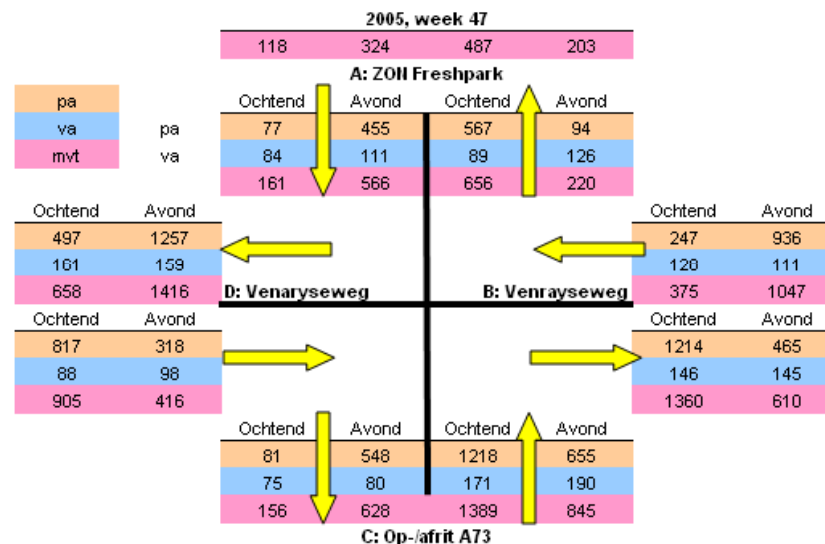 2005, week 47
118 324 487 203
A: ZON Freshpark
Ochtend Avond Ochtend Avond
pa 77 455 567 94
va pa 84 111 89 126
mvt va 161 566 656 220
Ochtend Avond Ochtend Avond
497 1257 247 936
161 159 128 111
658 1416 D: Venaryseweg B: Venrayseweg 375 1047
Ochtend Avond Ochtend Avond
817 318 1214 465
88 98 146 145
905 416 1360 610
Ochtend Avond Ochtend Avond
81 548 1218 655
75 80 171 190
156 628 1389 845
C: Op-/afrit A73